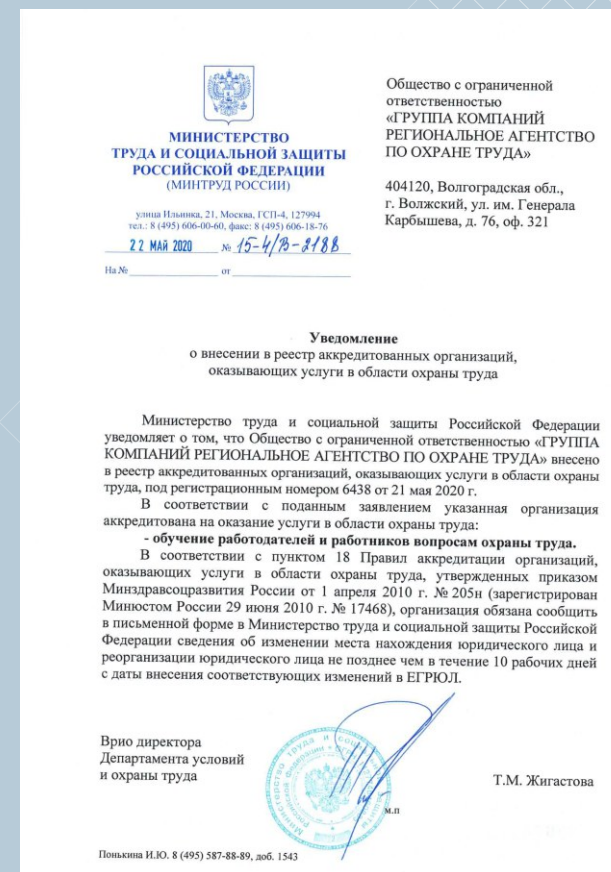 МИНИСТЕРСТВО
ТРУДА И СОЦИАЛЬНОЙ ЗАЩИТЫ
РОССИЙСКОЙ ФЕДЕРАЦИИ
(МИНТРУД РОССИИ)
улица Ильинка, 21, Москва, ГСП-4, 127994
тел.: 8 (495) 606-00-60, факс: 8 (495) 606-18-76
22 МАЙ 2020 № 15-4/В-2188
На № от
Общество с ограниченной
ответственностью
«ГРУППА КОМПАНИЙ
РЕГИОНАЛЬНОЕ АГЕНТСТВО
ПО ОХРАНЕ ТРУДА»
404120, Волгоградская обл.,
г. Волжский, ул. им. Генерала
Карбышева, д. 76, оф. 321
Уведомление
о внесении в реестр аккредитованных организаций,
оказывающих услуги в области охраны труда
Министерство труда и социальной защиты Российской Федерации
уведомляет о том, что Общество с ограниченной ответственностью «ГРУППА
КОМПАНИЙ РЕГИОНАЛЬНОЕ АГЕНТСТВО ПО ОХРАНЕ ТРУДА» внесено
в реестр аккредитованных организаций, оказывающих услуги в области охраны
труда, под регистрационным номером 6438 от 21 мая 2020 г.
В соответствии с поданным заявлением указанная организация
аккредитована на оказание услуги в области охраны труда:
- обучение работодателей и работников вопросам охраны труда.
В соответствии с пунктом 18 Правил аккредитации организаций,
оказывающих услуги в области охраны труда, утвержденных приказом
Минздравсоцразвития России от 1 апреля 2010 г. № 205н (зарегистрирован
Минюстом России 29 июня 2010 г. № 17468), организация обязана сообщить
в письменной форме в Министерство труда и социальной защиты Российской
Федерации сведения об изменении места нахождения юридического лица и
реорганизации юридического лица не позднее чем в течение 10 рабочих дней
с даты внесения соответствующих изменений в ЕГРЮЛ.
Врио директора
Департамента условий
и охраны труда
Т.М. Жигастова
м.п
Понькина И.Ю. 8 (495) 587-88-89, доб. 1543